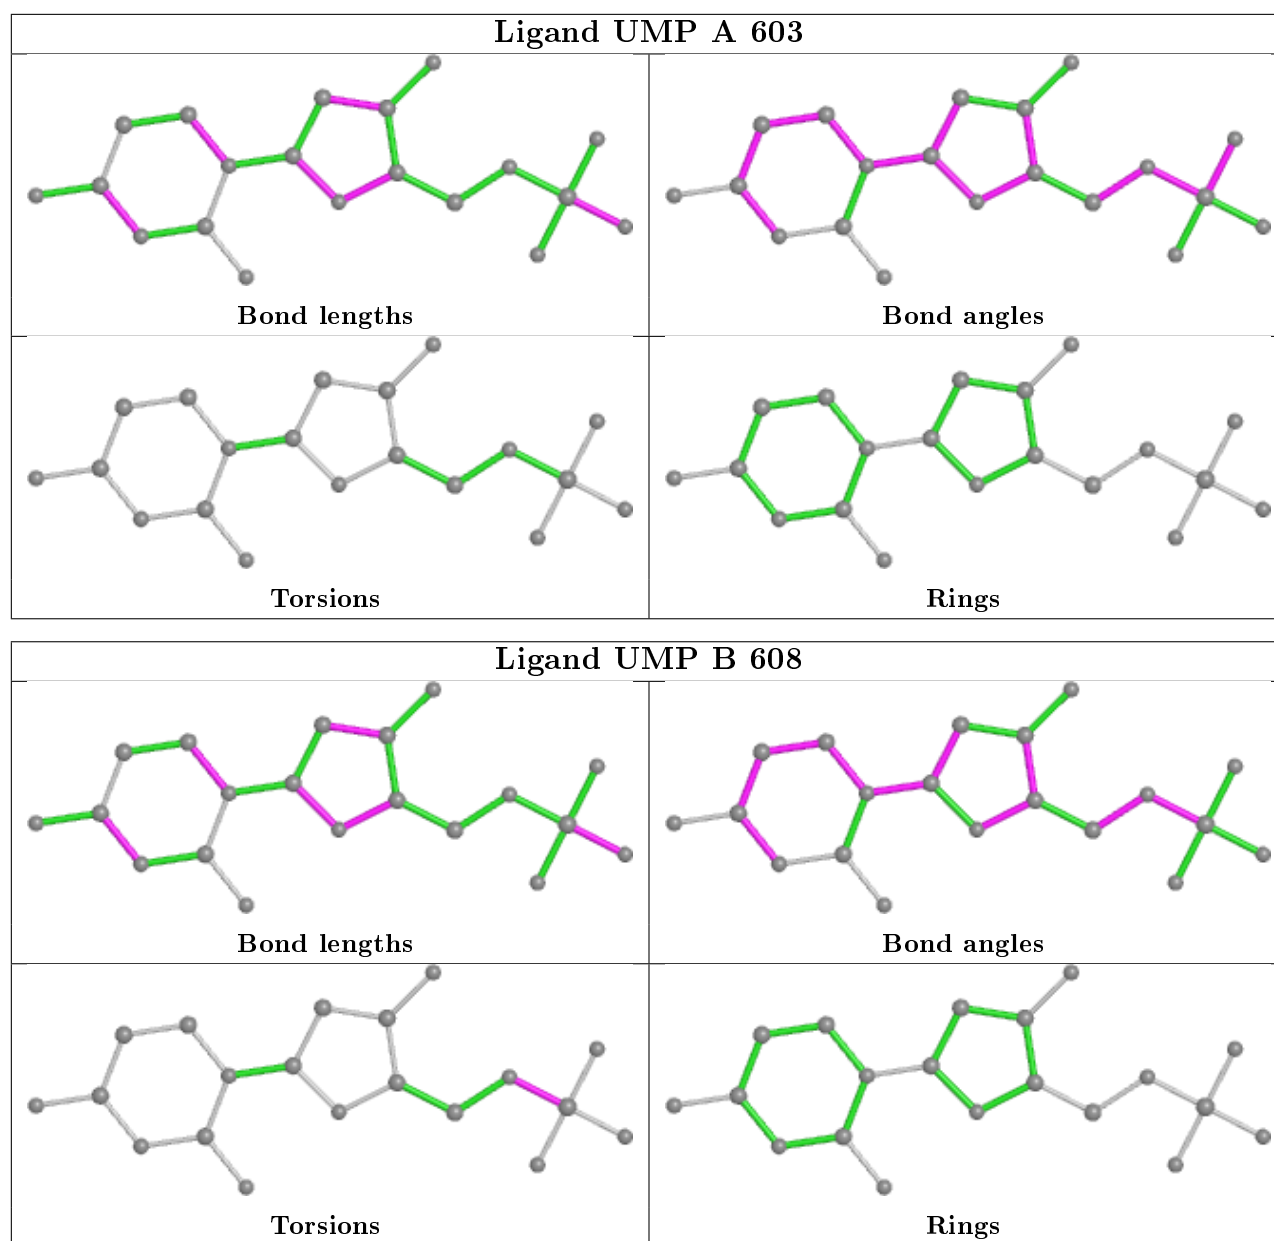 Ligand UMP A 603
Bond lengths
Bond angles
Torsions
Rings
Ligand UMP B 608
Bond lengths
Bond angles
Torsions
Rings